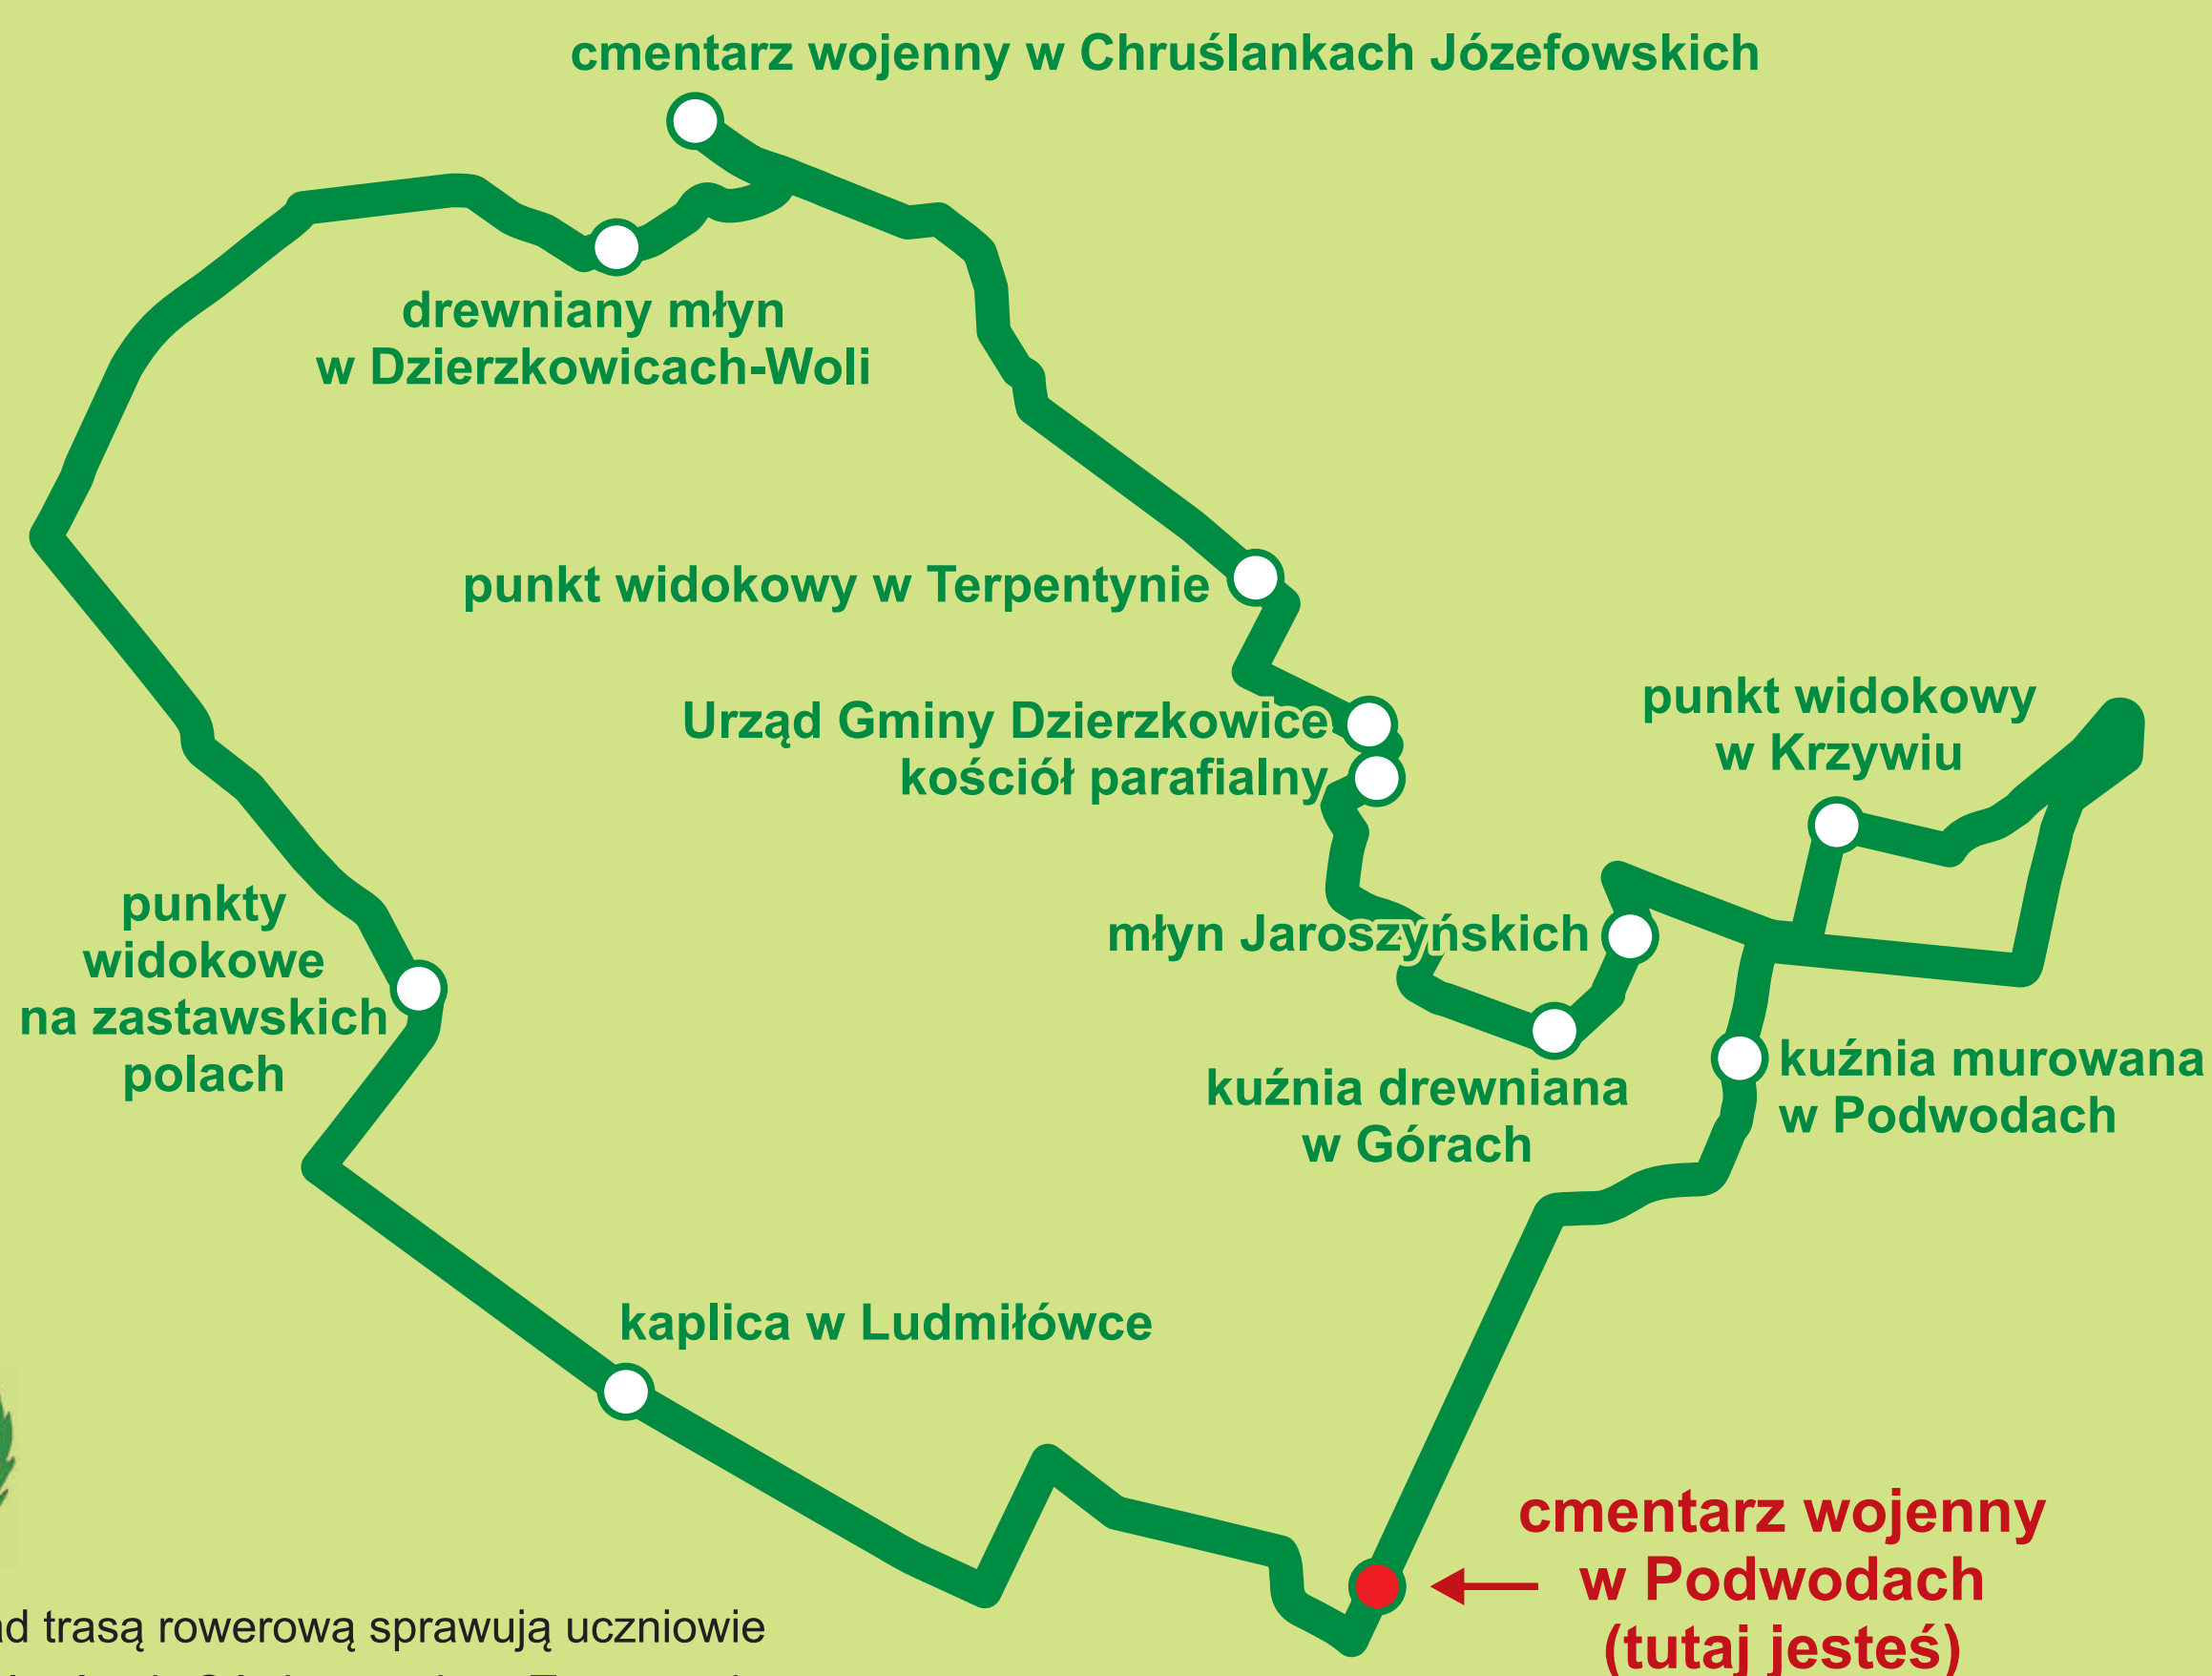 cmentarz wojenny w Chruślankach Józefowskich
drewniany młyn
w Dzierzkowicach-Woli
punkt widokowy w Terpentynie
Urząd Gminy Dzierzkowice
kościół parafialny
punkt widokowy
w Krzywiu
młyn Jaroszyńskich
punkty
widokowe
na zastawskich
polach
kuźnia drewniana
w Górach
kuźnia murowana
w Podwodach
kaplica w Ludmiłówce
cmentarz wojenny
w Podwodach
(tutaj jesteś)
trasą rowerową sprawują uczniowie